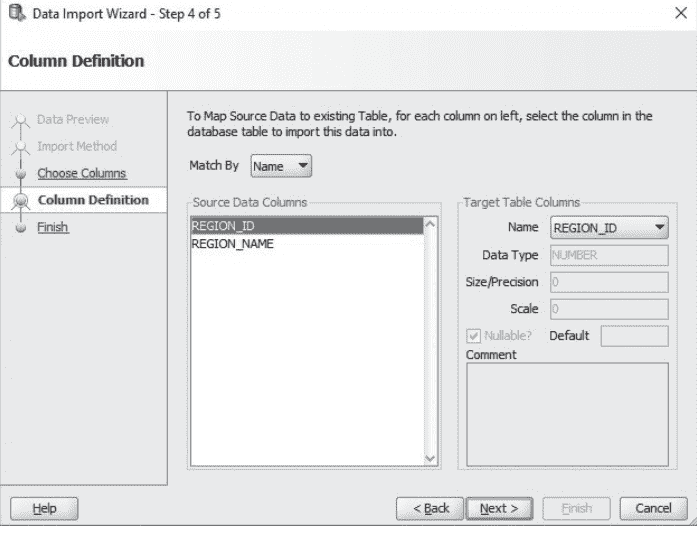 Data Import Wizard - Step 4 of 5
Column Definition
Data Preview
Import Method
Choose Columns
Column Definition
Finish
To Map Source Data to existing Table, for each column on left, select the column in the
database table to import this data into.
Match By Name
Source Data Columns
REGION_ID
REGION_NAME
Target Table Columns
Name REGION_ID
Data Type NUMBER
Size/Precision 0
Scale 0
Nullable? Default
Comment
Help < Back Next > Finish Cancel